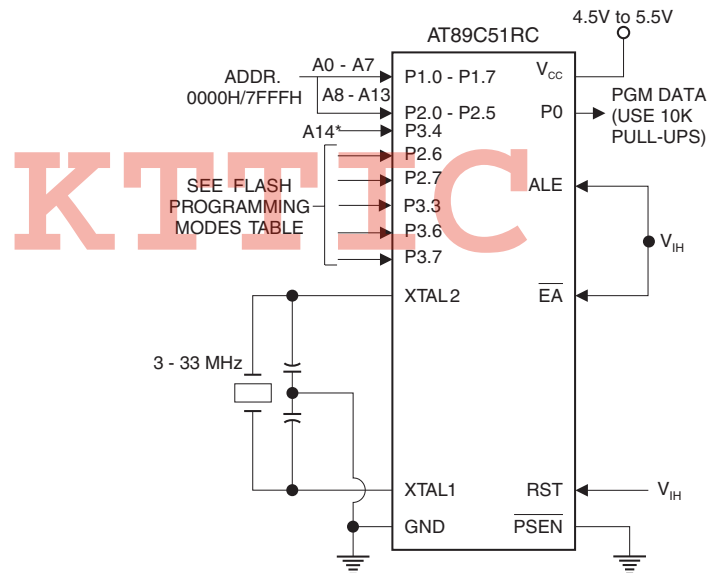 4.5V to 5.5V
AT89C51RC
ADDR.
0000H/7FFFH
A0 - A7
A8 - A13
A14*
P1.0 - P1.7
P2.0 - P2.5
P3.4
P2.6
P2.7
P3.3
P3.6
P3.7
SEE FLASH
PROGRAMMING
MODES TABLE
VCC
P0
PGM DATA
(USE 10K
PULL-UPS)
ALE
VIH
EA
XTAL2
3 - 33 MHz
XTAL1
GND
RST
VIH
PSEN
KTTIC